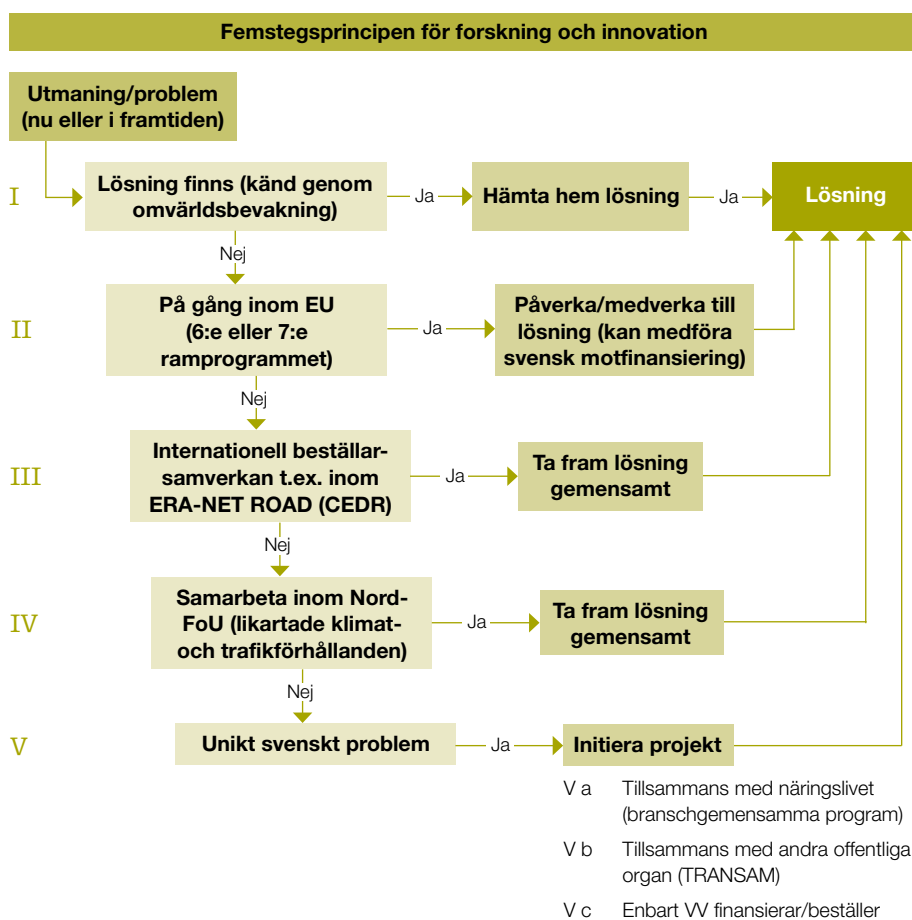 Femstegsprincipen för forskning och innovation
Utmaning/problem
(nu eller i framtiden)
I
Lösning finns (känd genom
omvärldsbevakning)
Ja
Hämta hem lösning
Ja
Lösning
Nej
II
På gång inom EU
(6:e eller 7:e
ramprogrammet)
Ja
Påverka/medverka till
lösning (kan medföra
svensk motfinansiering)
Nej
III
Internationell beställar-
samverkan t.ex. inom
ERA-NET ROAD (CEDR)
Ja
Ta fram lösning
gemensamt
Nej
IV
Samarbeta inom Nord-
FoU (likartade klimat-
och trafikförhållanden)
Ja
Ta fram lösning
gemensamt
Nej
V
Unikt svenskt problem
Ja
Initiera projekt
V a Tillsammans med näringslivet
(branschgemensamma program)
V b Tillsammans med andra offentliga
organ (TRANSAM)
V c Enbart VV finansierar/beställer